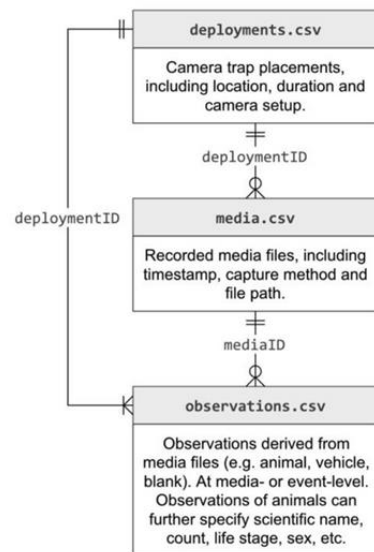 deployments.csv
Camera trap placements,
including location, duration and
camera setup.
deploymentID
deploymentID
media.csv
Recorded media files, including
timestamp, capture method and
file path.
mediaID
observations.csv
Observations derived from
media files (e.g. animal, vehicle,
blank). At media- or event-level.
Observations of animals can
further specify scientific name,
count, life stage, sex, etc.